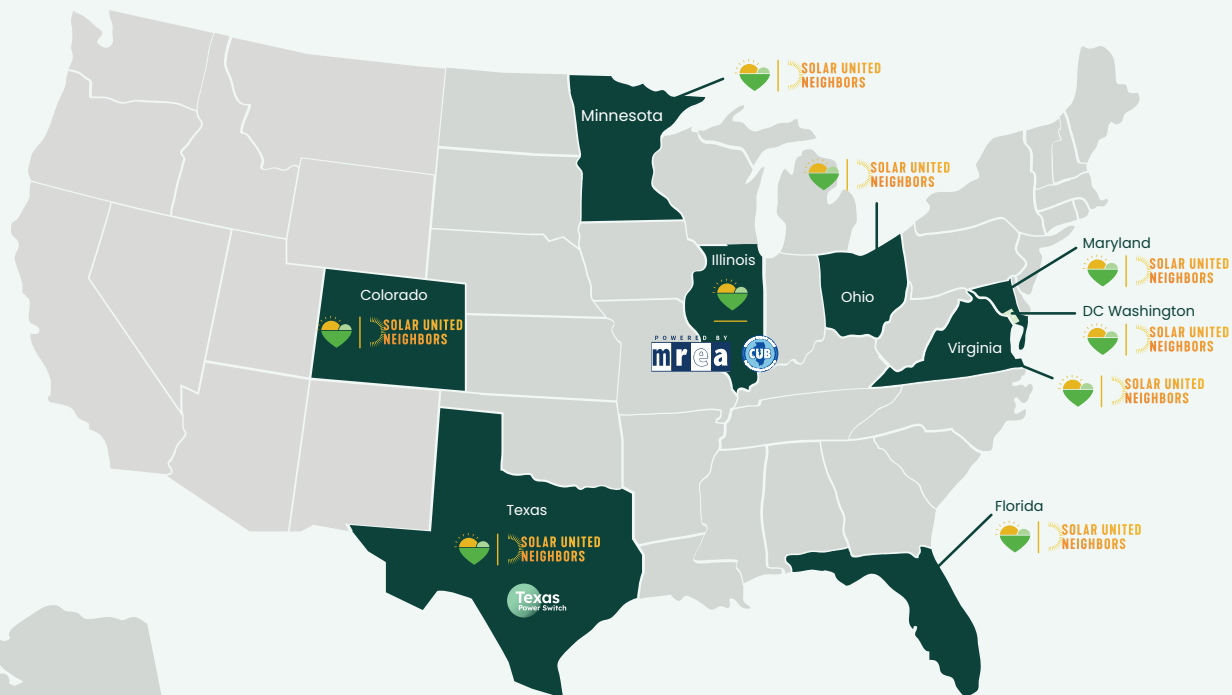 SOLAR UNITED
NEIGHBORS
Minnesota
SOLAR UNITED
NEIGHBORS
Maryland
SOLAR UNITED
NEIGHBORS
Illinois
Colorado
Ohio
DC Washington
SOLAR UNITED
NEIGHBORS
SOLAR UNITED
NEIGHBORS
POWERED BY
mrea
CUB
Virginia
SOLAR UNITED
NEIGHBORS
Texas
Florida
SOLAR UNITED
NEIGHBORS
SOLAR UNITED
NEIGHBORS
Texas
Power Switch